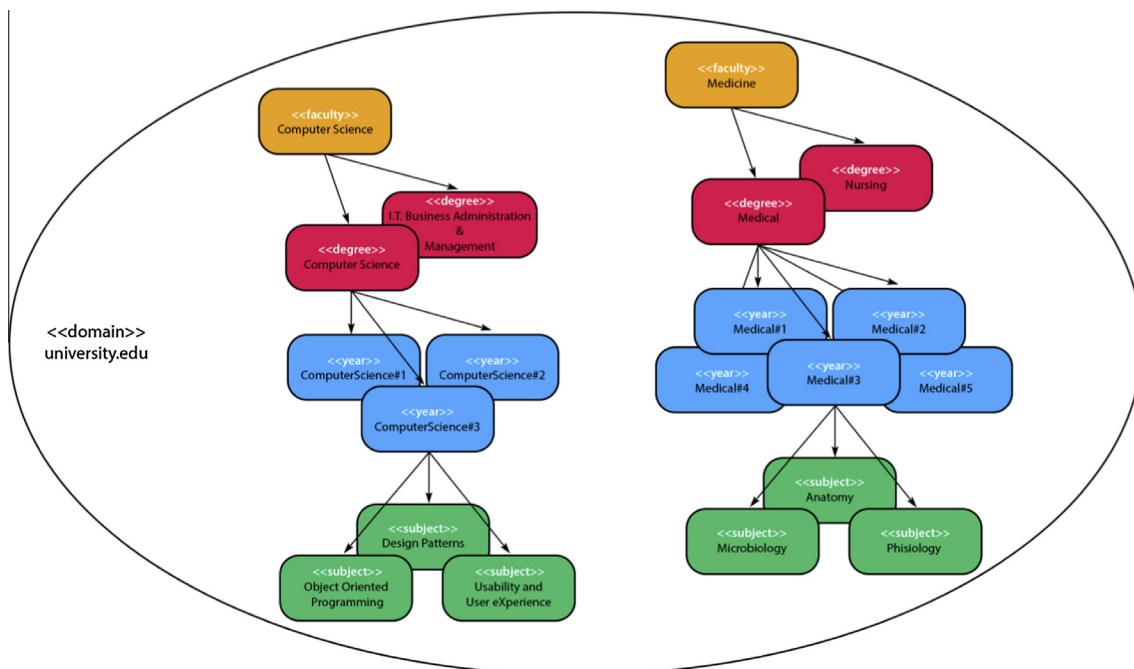 <<faculty>>
Medicine
<<faculty>>
Computer Science
<<degree>>
Nursing
<<degree>>
Medical
<<degree>>
I.T. Business Administration
&
Management
<<degree>>
Computer Science
<<domain>>
university.edu
<<year>>
Medical#1
<<year>>
Medical#2
<<year>>
ComputerScience#1
<<year>>
ComputerScience#2
<<year>>
Medical#4
<<year>>
Medical#3
<<year>>
Medical#5
<<year>>
ComputerScience#3
<<subject>>
Anatomy
<<subject>>
Design Patterns
<<subject>>
Microbiology
<<subject>>
Phisiology
<<subject>>
Object Oriented
Programming
<<subject>>
Usability and
User eXperience